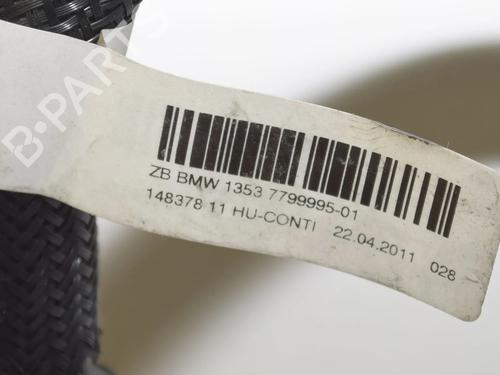 B-PARTS
ZB BMW 1353 7799995-01
148378 11 HU-CONTI 22.04.2011 028